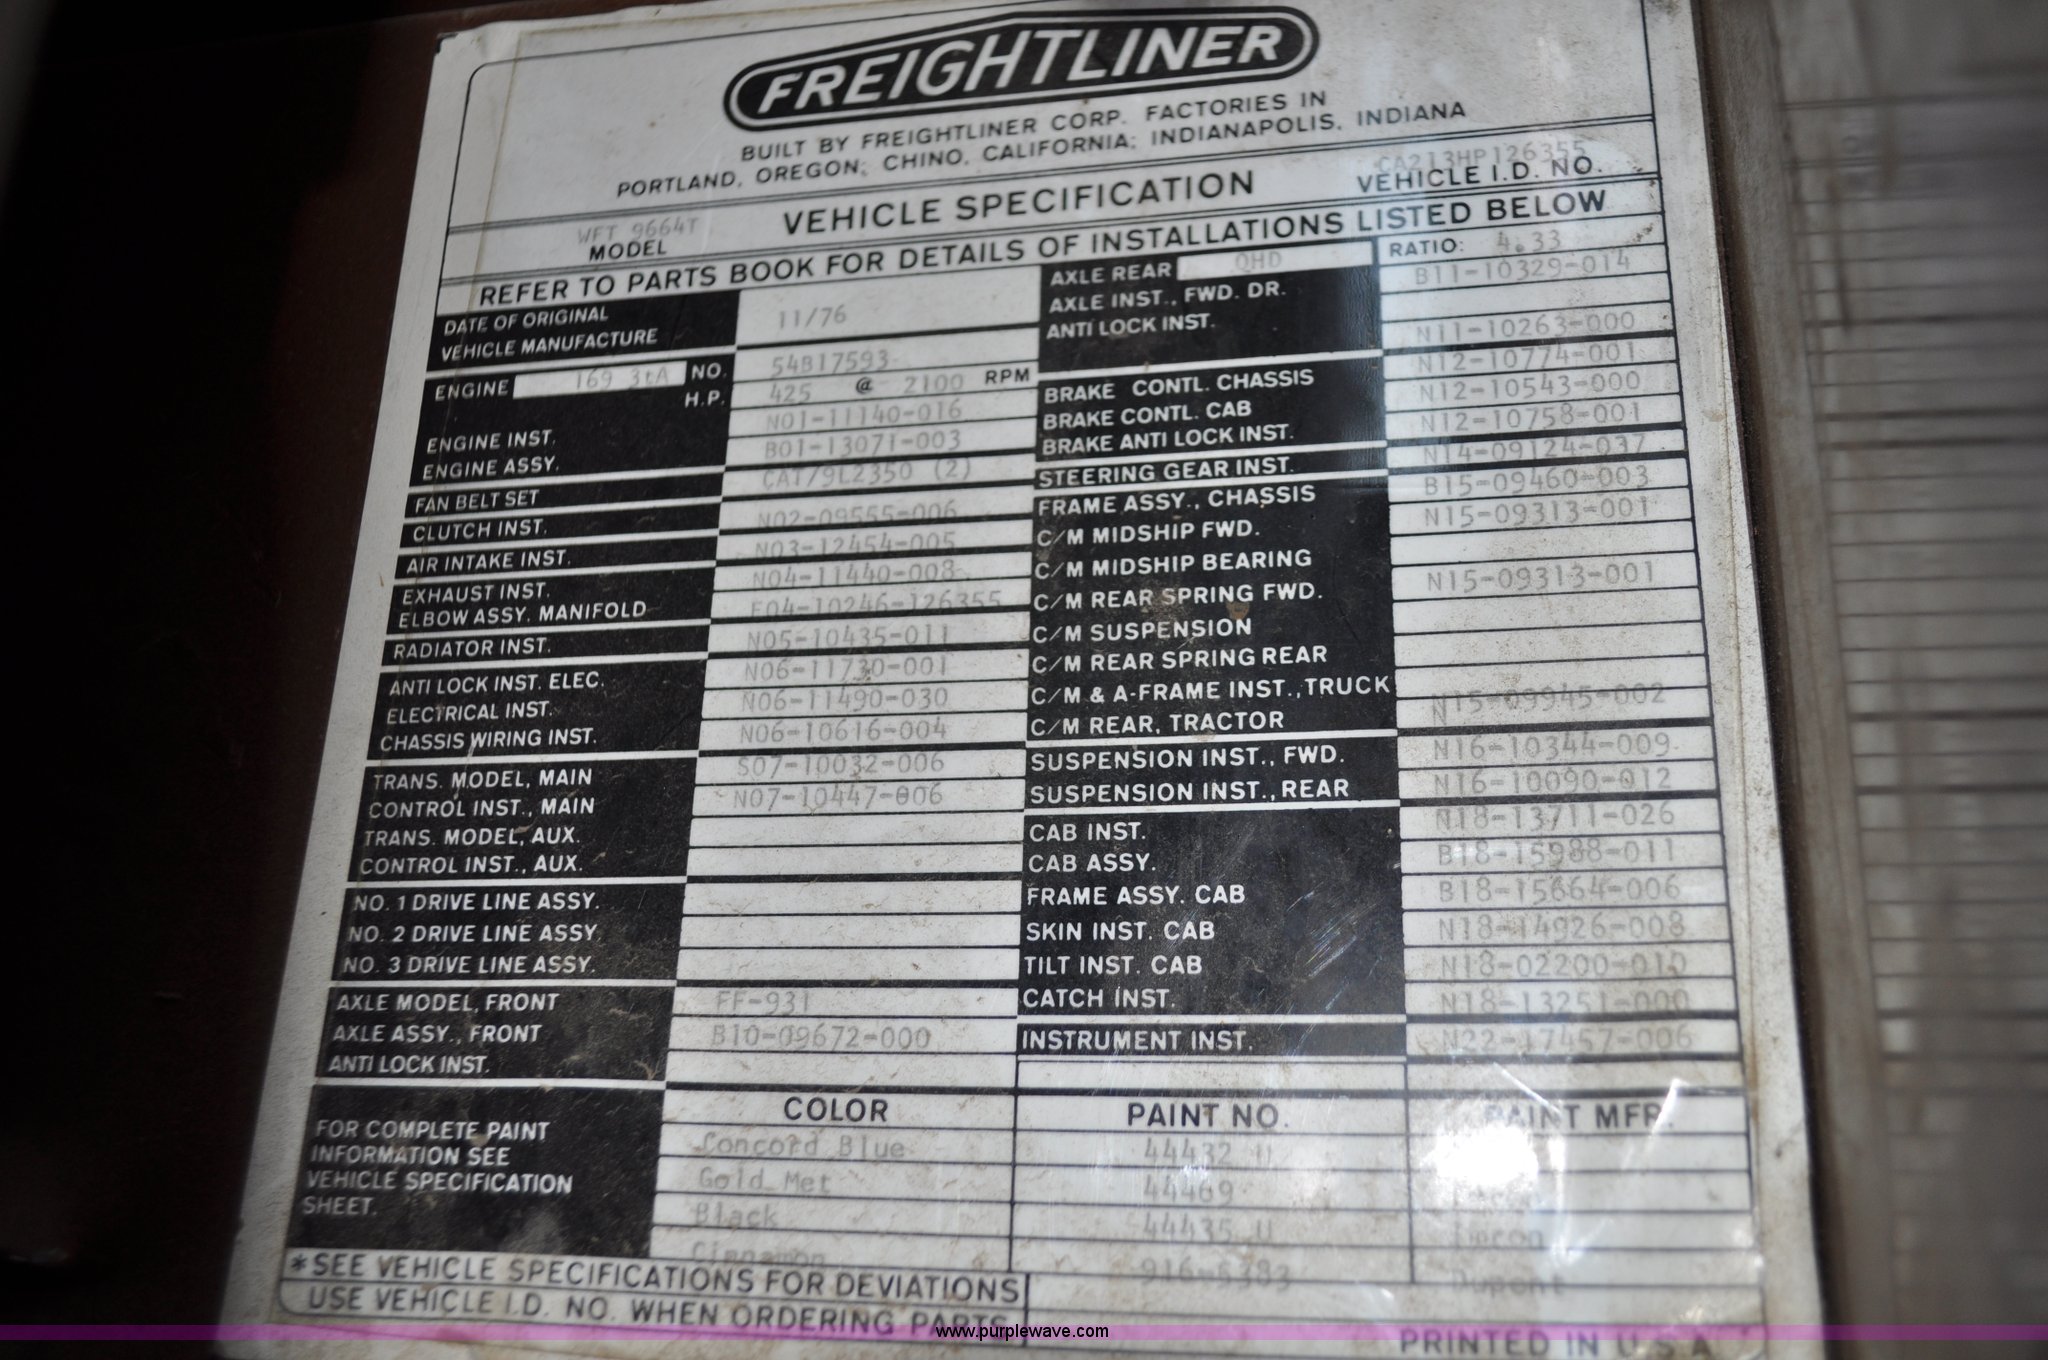 FREIGHTLINER
BUILT BY FREIGHTLINER CORP. FACTORIES IN
PORTLAND, OREGON; CHINO, CALIFORNIA; INDIANAPOLIS, INDIANA
WFT 9664T
MODEL
VEHICLE SPECIFICATION
CA213HP126355
VEHICLE I.D. NO.
REFER TO PARTS BOOK FOR DETAILS OF INSTALLATIONS LISTED BELOW
DATE OF ORIGINAL
VEHICLE MANUFACTURE 11/76
ENGINE 169 3tA NO. 54B17593
H.P. 425 @ 2100 RPM
ENGINE INST. N01-11140-016
ENGINE ASSY. B01-13071-003
FAN BELT SET CAT/9L2350 (2)
CLUTCH INST. N02-09555-006
AIR INTAKE INST. N03-12454-005
EXHAUST INST. N04-11440-008
ELBOW ASSY. MANIFOLD F04-10246-126355
RADIATOR INST. N05-10435-011
ANTI LOCK INST. ELEC. N06-11730-001
ELECTRICAL INST. N06-11490-030
CHASSIS WIRING INST. N06-10616-004
TRANS. MODEL, MAIN S07-10032-006
CONTROL INST., MAIN N07-10447-006
TRANS. MODEL, AUX.
CONTROL INST., AUX.
NO. 1 DRIVE LINE ASSY.
NO. 2 DRIVE LINE ASSY.
NO. 3 DRIVE LINE ASSY.
AXLE MODEL, FRONT FF-931
AXLE ASSY., FRONT B10-09672-000
ANTI LOCK INST.
AXLE REAR QHD RATIO: 4.33
B11-10329-014
AXLE INST., FWD. DR.
ANTI LOCK INST. N11-10263-000
BRAKE CONTL. CHASSIS N12-10774-001
BRAKE CONTL. CAB N12-10543-000
BRAKE ANTI LOCK INST. N12-10758-001
STEERING GEAR INST. N14-09124-037
FRAME ASSY., CHASSIS B15-09460-003
C/M MIDSHIP FWD. N15-09313-001
C/M MIDSHIP BEARING
C/M REAR SPRING FWD. N15-09313-001
C/M SUSPENSION
C/M REAR SPRING REAR
C/M & A-FRAME INST., TRUCK
C/M REAR, TRACTOR N15-09945-002
SUSPENSION INST., FWD. N16-10344-009
SUSPENSION INST., REAR N16-10090-012
CAB INST. N18-13711-026
CAB ASSY. B18-15988-011
FRAME ASSY. CAB B18-15664-006
SKIN INST. CAB N18-14926-008
TILT INST. CAB N18-02200-010
CATCH INST. N18-13251-000
INSTRUMENT INST. N22-17457-006
FOR COMPLETE PAINT
INFORMATION SEE
VEHICLE SPECIFICATION
SHEET.
COLOR PAINT NO. PAINT MFR.
Concord Blue 44432 U
Gold Met 44469
Black 44435 U Imron
Cinnamon 916-5383 Dupont
*SEE VEHICLE SPECIFICATIONS FOR DEVIATIONS
USE VEHICLE I.D. NO. WHEN ORDERING PARTS
PRINTED IN U.S.A
www.purplewave.com